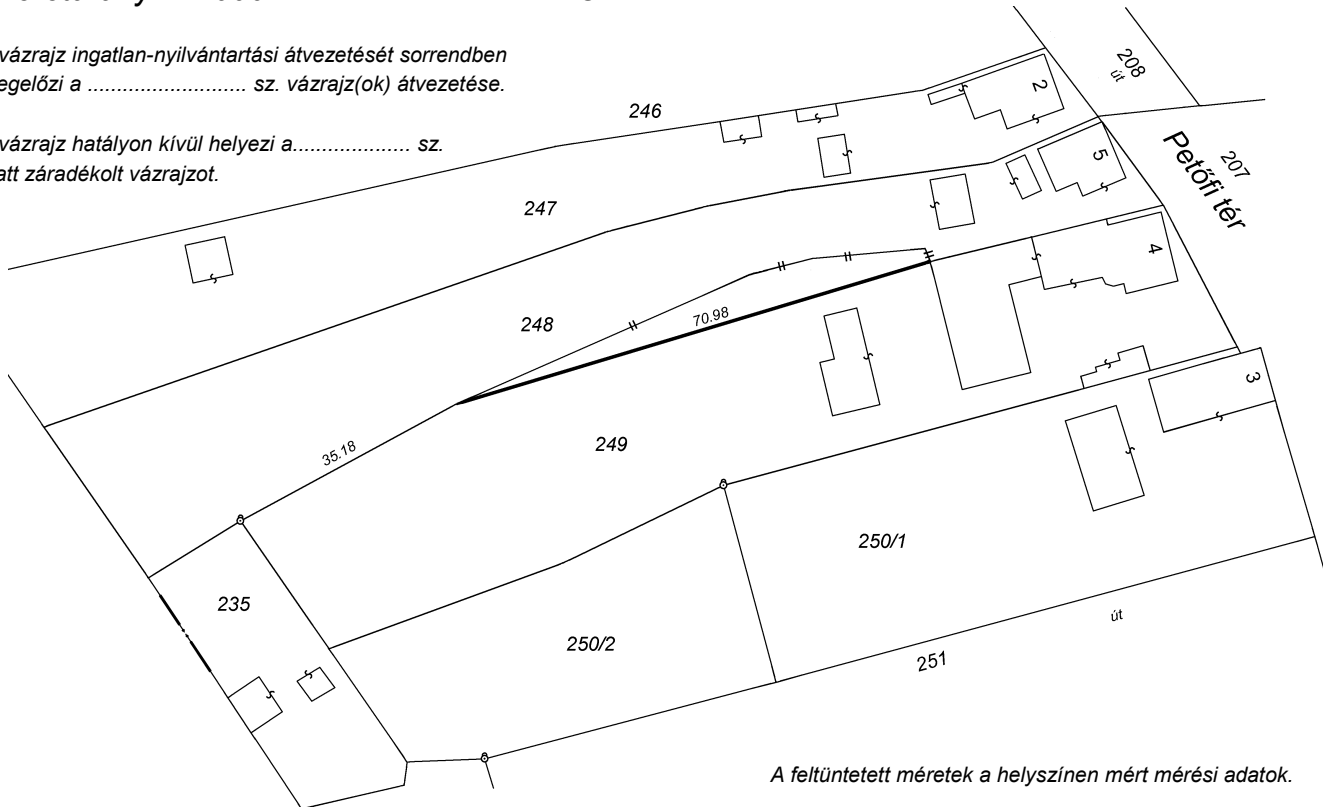 vázrajz ingatlan-nyilvántartási átvezetését sorrendben
egelőzi a .......................... sz. vázrajz(ok) átvezetése.
vázrajz hatályon kívül helyezi a.................... sz.
att záradékolt vázrajzot.
246
208
út
2
207
Petőfi tér
5
247
4
248
70.98
3
35.18
249
250/1
235
250/2
út
251
A feltüntetett méretek a helyszínen mért mérési adatok.